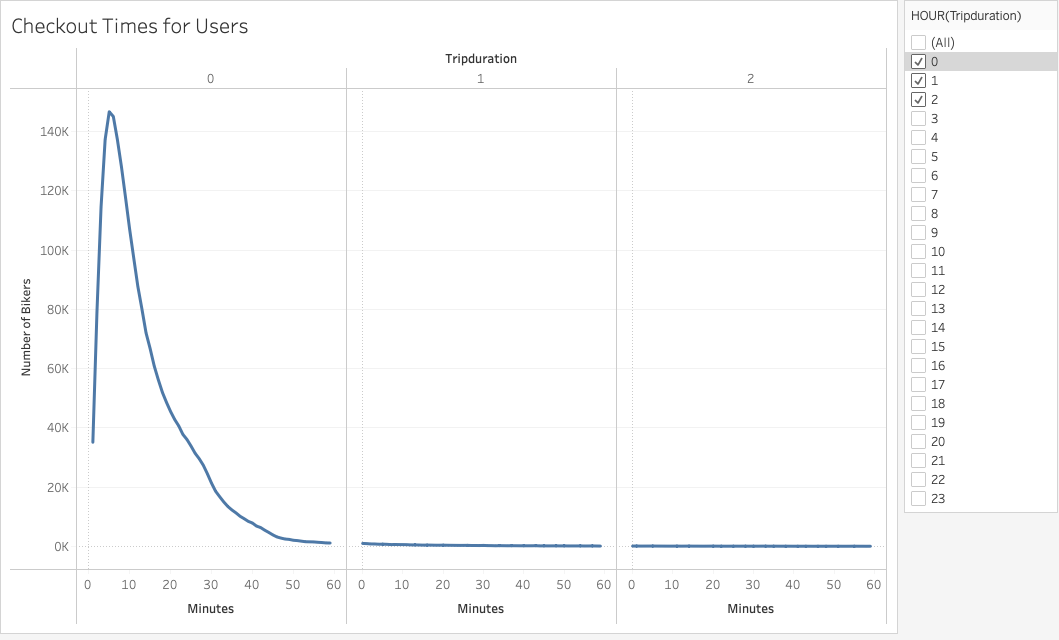 Checkout Times for Users
Tripduration
0 1 2
140K
120K
100K
80K
60K
40K
20K
0K
Number of Bikers
0 10 20 30 40 50 60 0 10 20 30 40 50 60 0 10 20 30 40 50 60
Minutes Minutes Minutes
HOUR(Tripduration)
(All)
0
1
2
3
4
5
6
7
8
9
10
11
12
13
14
15
16
17
18
19
20
21
22
23